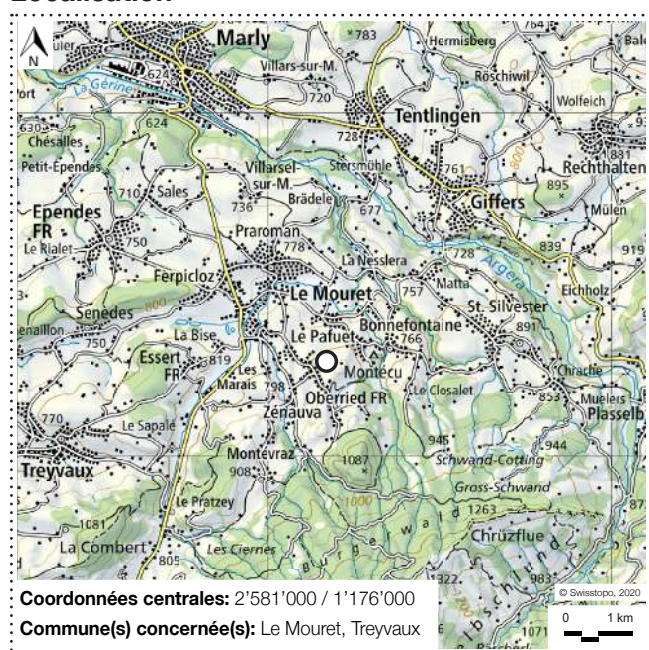 N
Marly
783
Hermisberg
Villars-sur-M.
Röschiwil
624
La Gérine
720
Wolfeich
Tentlingen
630
624
728
Chésalles
Stersmühle
881
Petit-Ependes
Villarsel-
sur-M.
761
800
Rechthalten
710
Sales
Brädele
895
736
677
Giffers
Mülen
Ependes
FR
750
Praroman
Le Rialet
778
La Nesslera
728
839
919
Ferpicloz
Argera
Le Mouret
757
Matta
Eichholz
Senèdes
800
St. Silvester
Bonnefontaine
750
La Bise
Le Pafuet
766
891
Essert
FR
819
Les
Marais
Montécu
Chrache
798
Oberried FR
Le Closalet
853
Muelers
770
Le Sapalé
Zénauva
Plasselb
945
944
Treyvaux
Montévraz
1087
Schwand-Cotting
908
Gross-Schwand
Le Pratzey
1000
1263
1081
Burgerwald
Chrüzflue
La Combert
805
Les Ciernes
1322
983
1071
Coordonnées centrales: 2'581'000 / 1'176'000
© Swisstopo, 2020
0 1 km
Commune(s) concernée(s): Le Mouret, Treyvaux